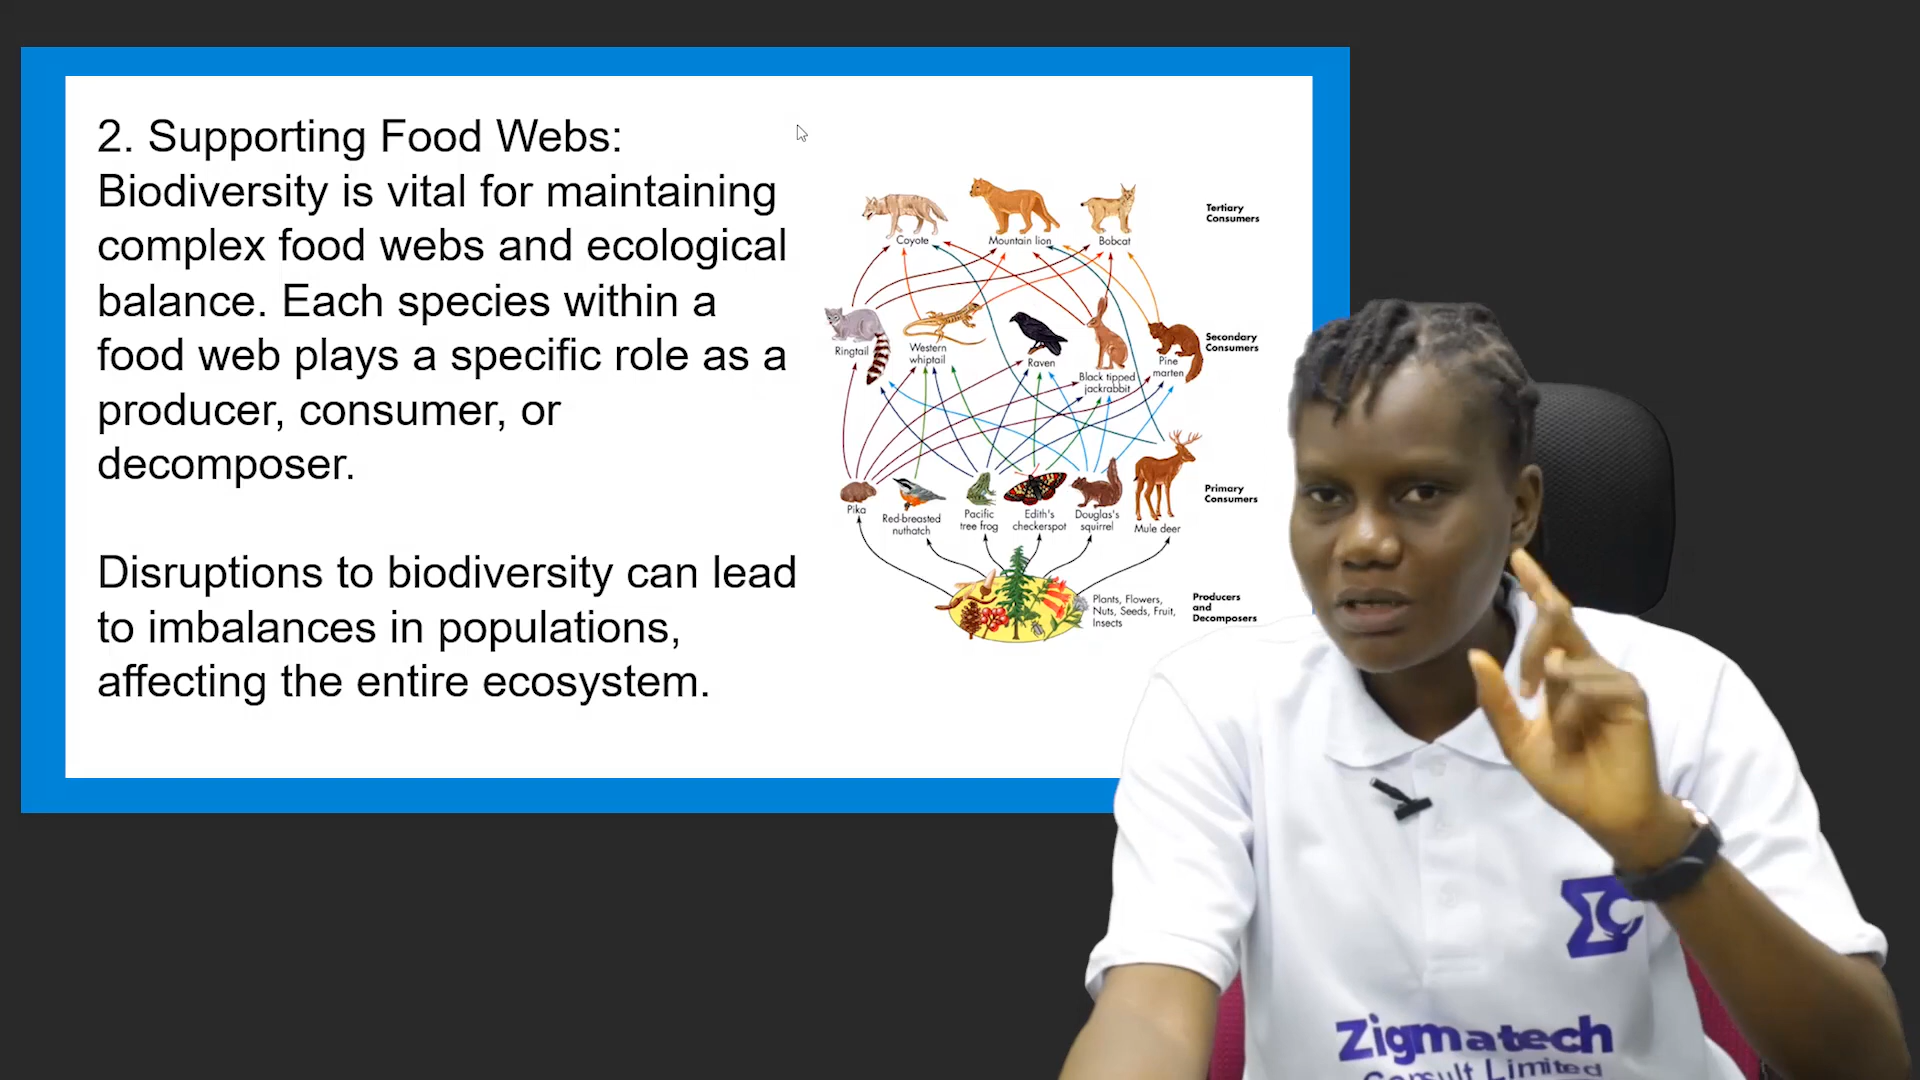 2. Supporting Food Webs:
Biodiversity is vital for maintaining
complex food webs and ecological
balance. Each species within a
food web plays a specific role as a
producer, consumer, or
decomposer.
Disruptions to biodiversity can lead
to imbalances in populations,
affecting the entire ecosystem.
Coyote
Mountain lion
Bobcat
Tertiary
Consumers
Ringtail
Western
whiptail
Raven
Black tipped
jackrabbit
Pine
marten
Secondary
Consumers
Pika
Red-breasted
nuthatch
Pacific
tree frog
Edith's
checkerspot
Douglas's
squirrel
Mule deer
Primary
Consumers
Plants, Flowers,
Nuts, Seeds, Fruit,
Insects
Producers
and
Decomposers
Zigmatech
Consult Limited